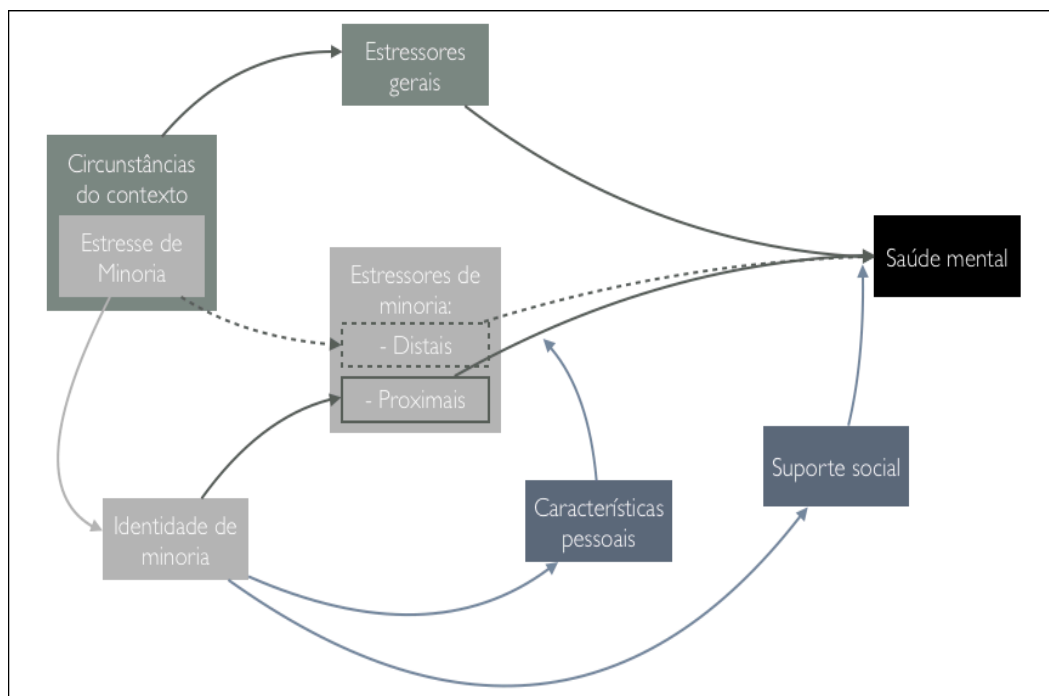 Estressores
gerais
Circunstâncias
do contexto
Estresse de
Minoria
Estressores de
minoria:
- Distais
- Proximais
Saúde mental
Suporte social
Características
pessoais
Identidade de
minoria